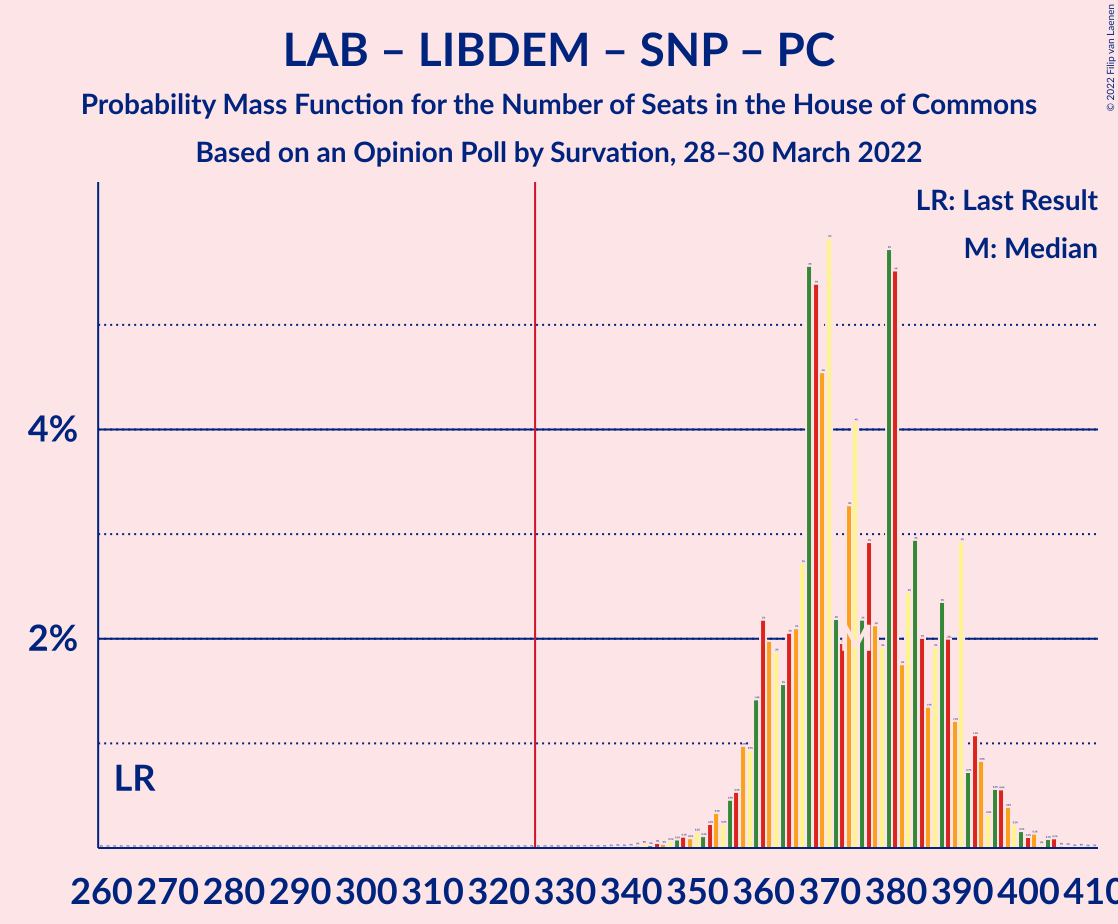 LAB – LIBDEM – SNP – PC
Probability Mass Function for the Number of Seats in the House of Commons
Based on an Opinion Poll by Survation, 28–30 March 2022
© 2022 Filip van Laenen
LR: Last Result
M: Median
4%
2%
LR
M
260 270 280 290 300 310 320 330 340 350 360 370 380 390 400 410